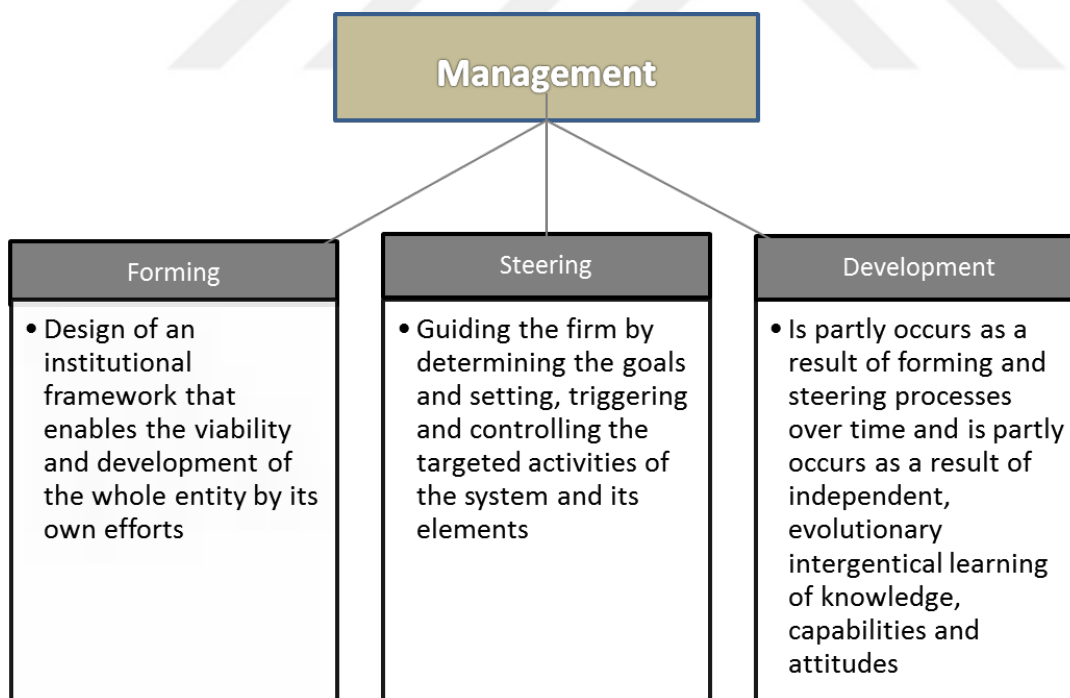 Management
Forming
• Design of an
institutional
framework that
enables the viability
and development of
the whole entity by its
own efforts
Steering
• Guiding the firm by
determining the goals
and setting, triggering
and controlling the
targeted activities of
the system and its
elements
Development
• Is partly occurs as a
result of forming and
steering processes
over time and is partly
occurs as a result of
independent,
evolutionary
intergentical learning
of knowledge,
capabilities and
attitudes